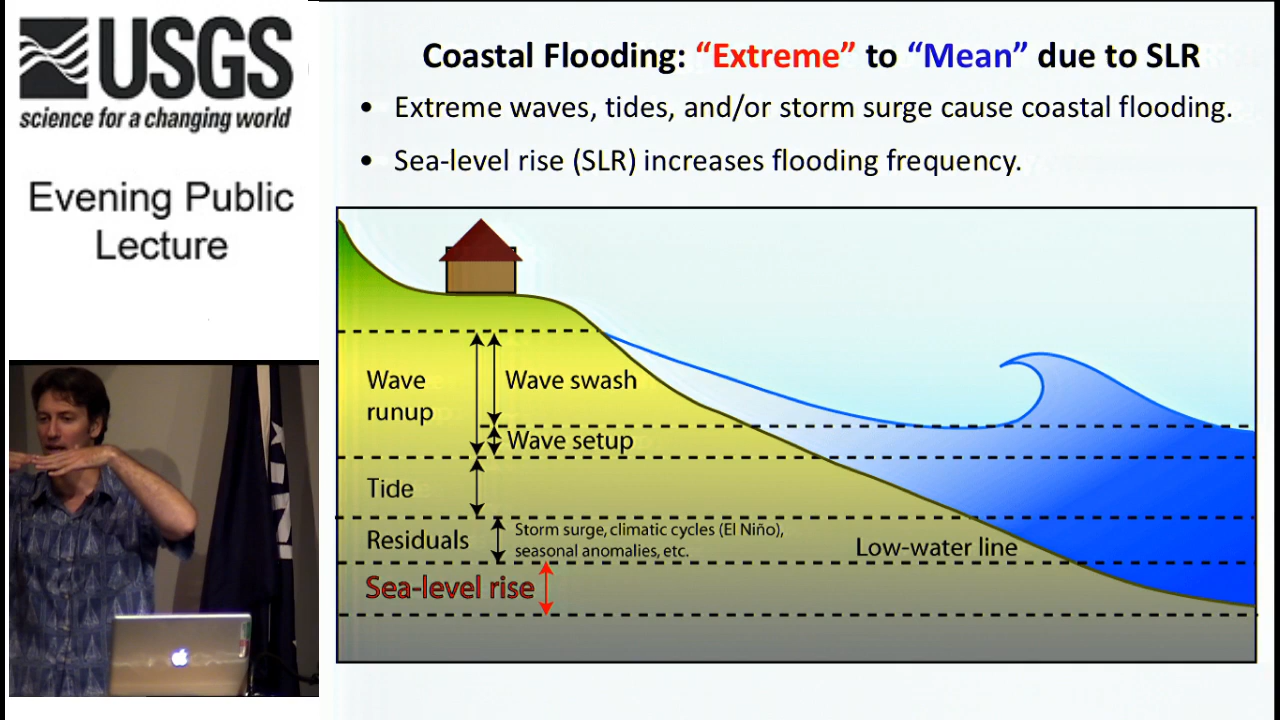 USGS
science for a changing world
Evening Public
Lecture
Coastal Flooding: “Extreme” to “Mean” due to SLR
• Extreme waves, tides, and/or storm surge cause coastal flooding.
• Sea-level rise (SLR) increases flooding frequency.
Wave
runup
Wave swash
Wave setup
Tide
Residuals
Storm surge, climatic cycles (El Niño),
seasonal anomalies, etc.
Low-water line
Sea-level rise